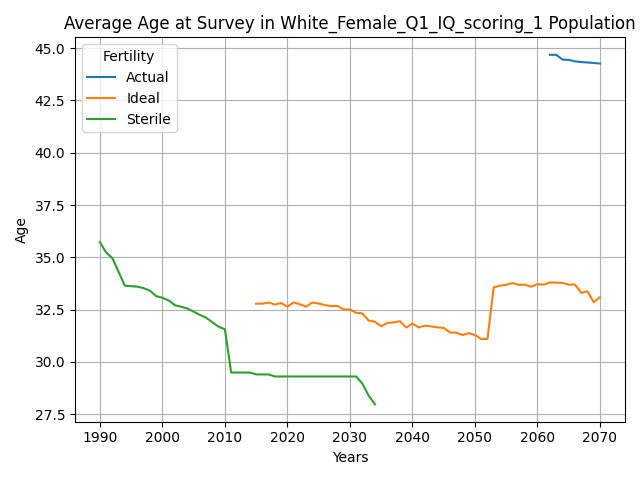 Average Age at Survey in White_Female_Q1_IQ_scoring_1 Population
Fertility
Actual
Ideal
Sterile
45.0
42.5
40.0
37.5
35.0
32.5
30.0
27.5
Age
1990 2000 2010 2020 2030 2040 2050 2060 2070
Years